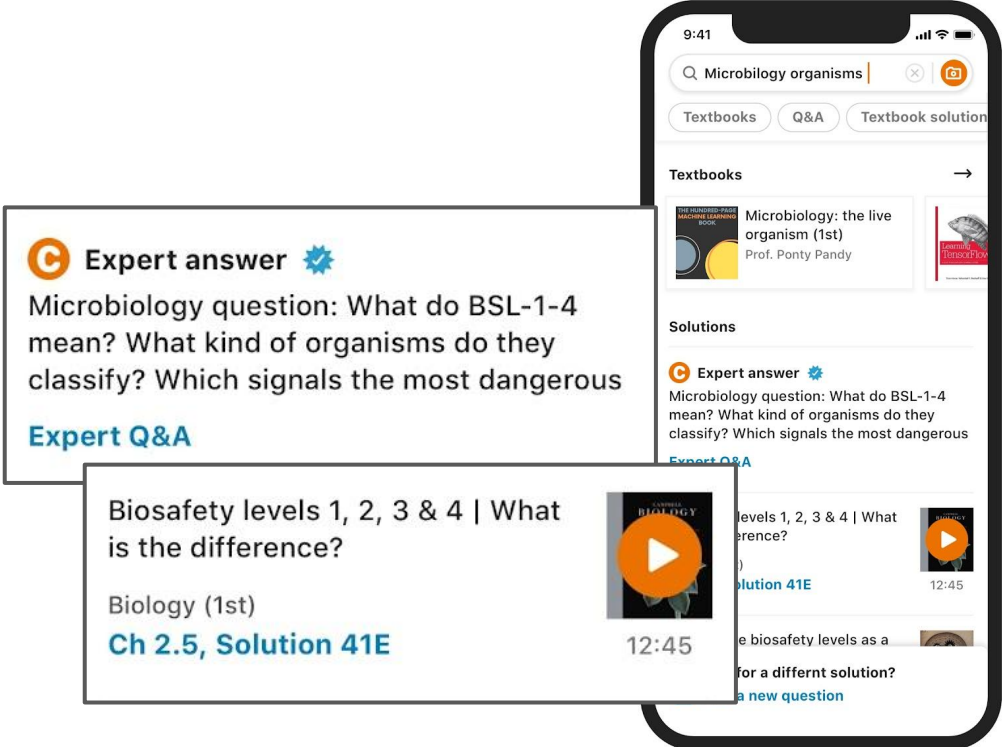 9:41
Microbilogy organisms
Textbooks
Q&A
Textbook solution
Textbooks
THE HUNDRED-PAGE
MACHINE LEARNING
BOOK
Microbiology: the live
organism (1st)
Prof. Ponty Pandy
Learning
TensorFlow
Solutions
C Expert answer
Microbiology question: What do BSL-1-4
mean? What kind of organisms do they
classify? Which signals the most dangerous
Expert Q&A
levels 1, 2, 3 & 4 | What
erence?
)
olution 41E
BIOLOGY
12:45
e biosafety levels as a
for a differnt solution?
a new question
C Expert answer
Microbiology question: What do BSL-1-4
mean? What kind of organisms do they
classify? Which signals the most dangerous
Expert Q&A
Biosafety levels 1, 2, 3 & 4 | What
is the difference?
Biology (1st)
Ch 2.5, Solution 41E
CAMPBELL
BIOLOGY
12:45